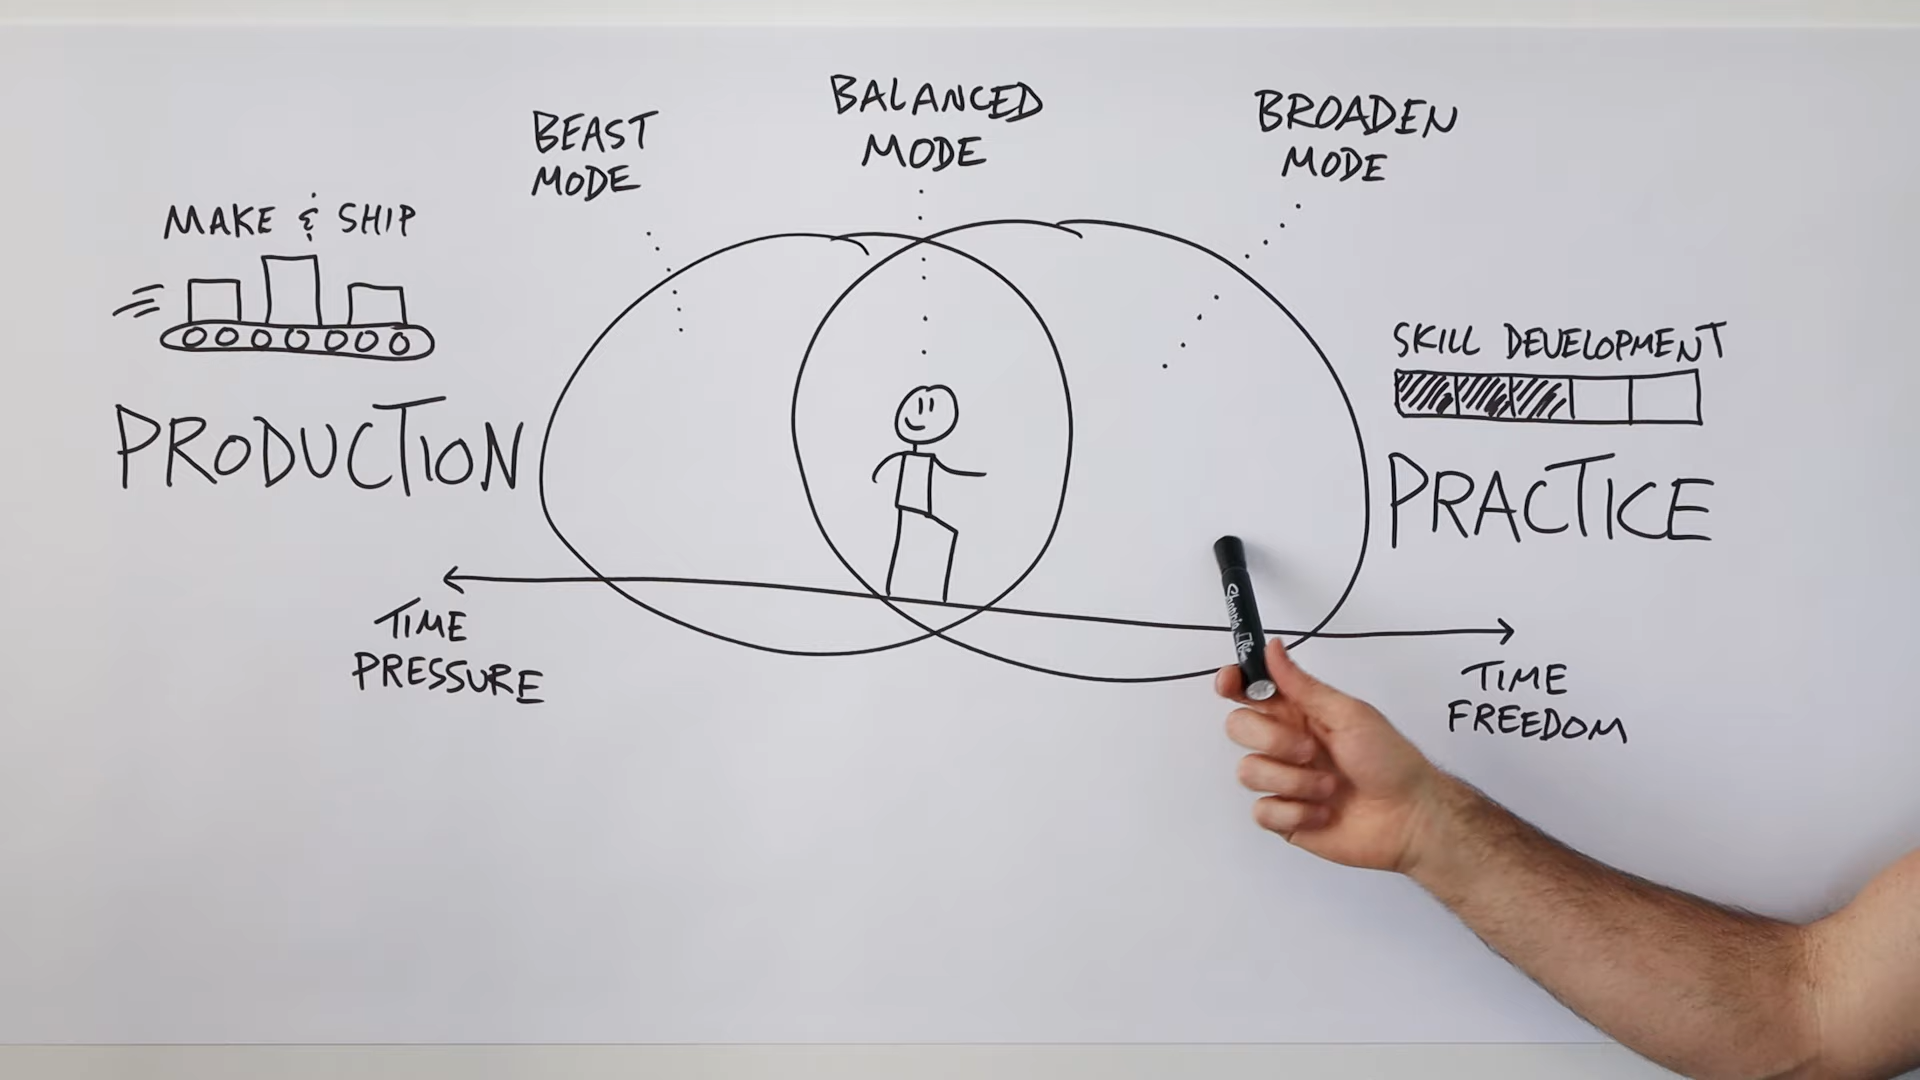 BEAST
MODE
BALANCED
MODE
BROADEN
MODE
MAKE & SHIP
PRODUCTION
SKILL DEVELOPMENT
PRACTICE
TIME
PRESSURE
TIME
FREEDOM
Sharpie